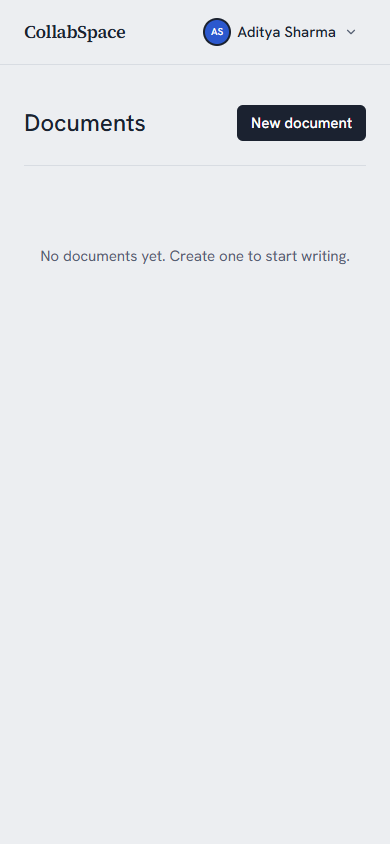 CollabSpace
AS Aditya Sharma
Documents
New document
No documents yet. Create one to start writing.